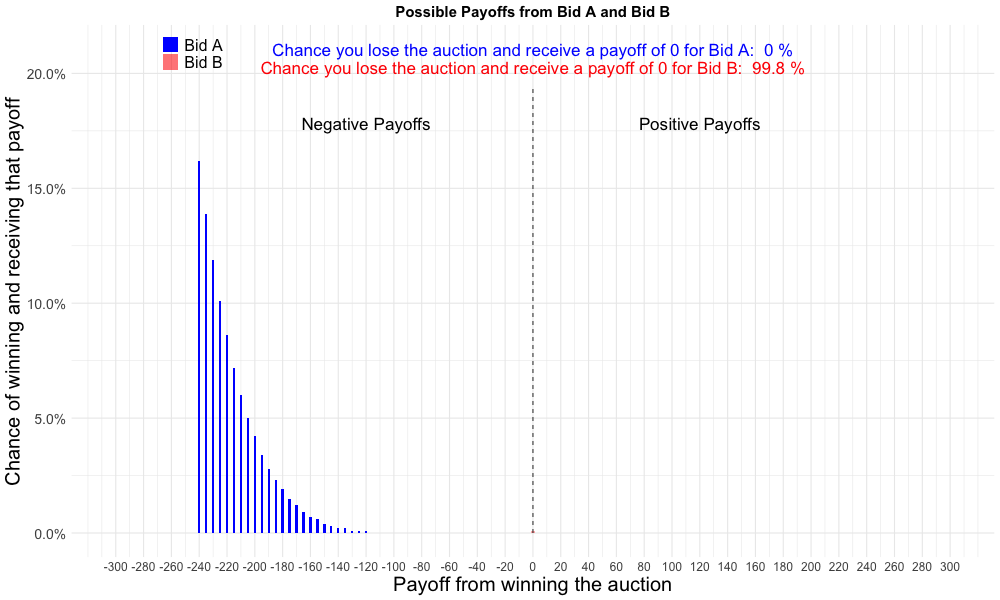 Possible Payoffs from Bid A and Bid B
Bid A
Bid B
Chance you lose the auction and receive a payoff of 0 for Bid A:  0 %
Chance you lose the auction and receive a payoff of 0 for Bid B:  99.8 %
Negative Payoffs
Positive Payoffs
Chance of winning and receiving that payoff
20.0%
15.0%
10.0%
5.0%
0.0%
-300 -280 -260 -240 -220 -200 -180 -160 -140 -120 -100 -80 -60 -40 -20 0 20 40 60 80 100 120 140 160 180 200 220 240 260 280 300
Payoff from winning the auction